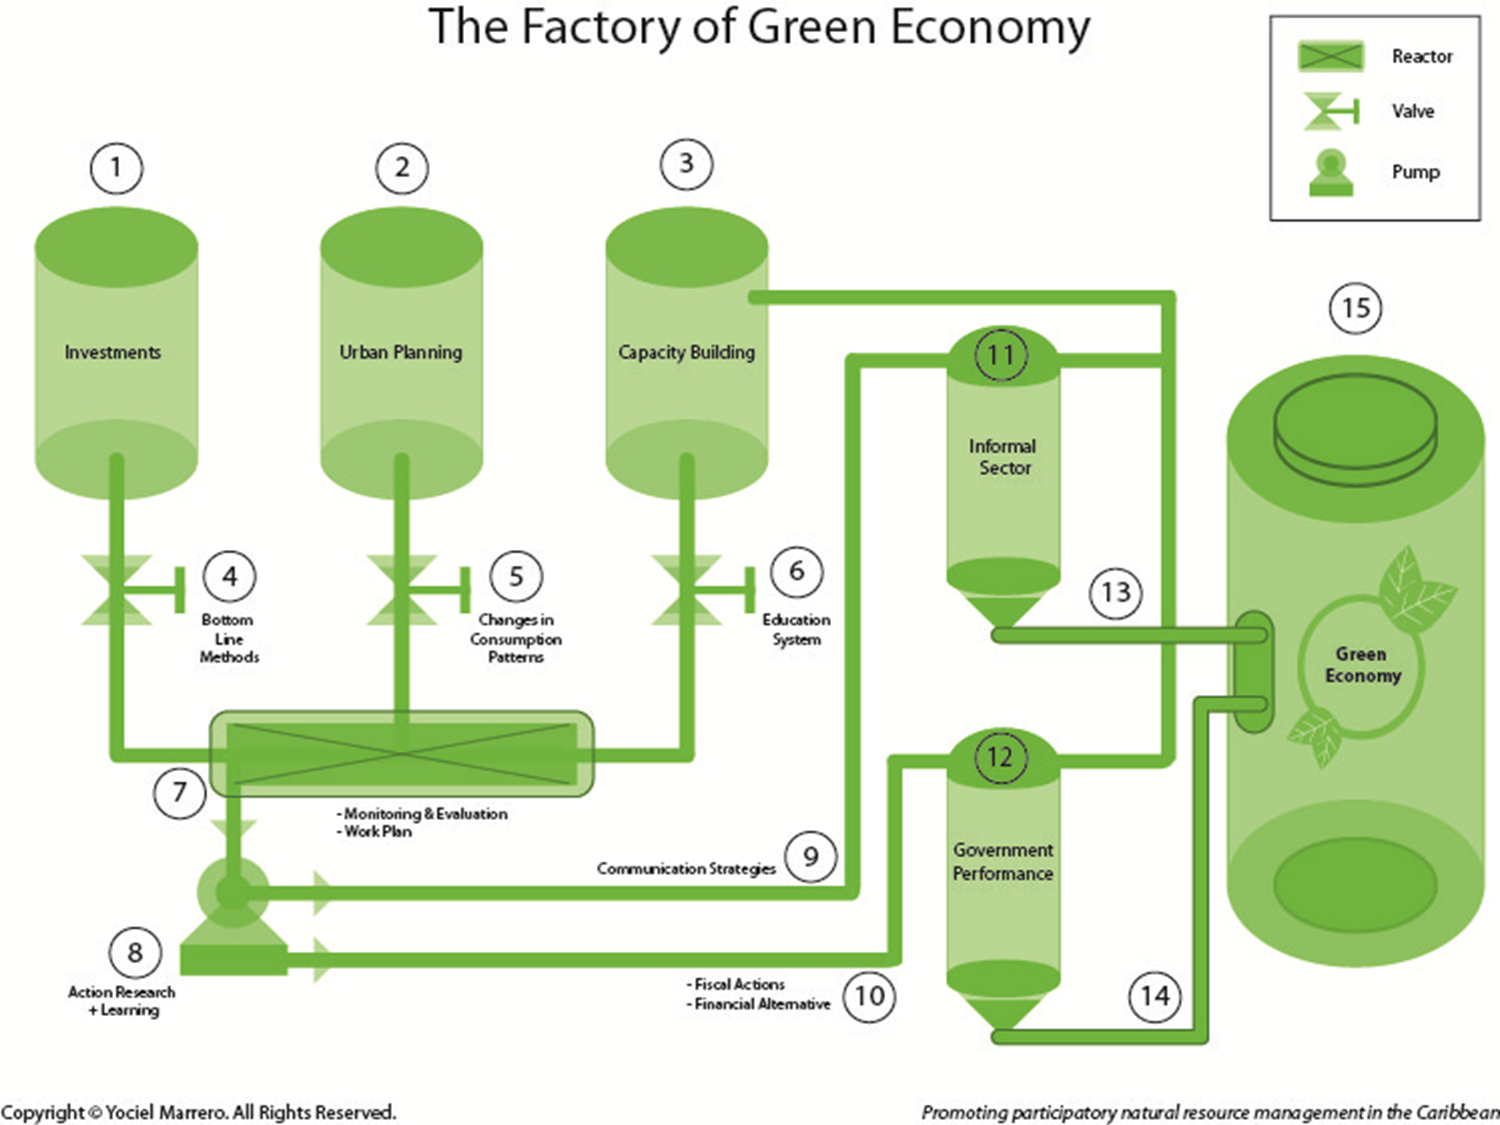 The Factory of Green Economy
Reactor
Valve
Pump
1
2
3
15
Investments
Urban Planning
Capacity Building
11
Informal
Sector
4
Bottom
Line
Methods
5
Changes in
Consumption
Patterns
6
Education
System
13
Green
Economy
7
- Monitoring & Evaluation
- Work Plan
12
Government
Performance
Communication Strategies
9
8
Action Research
+ Learning
- Fiscal Actions
- Financial Alternative
10
14
Copyright © Yociel Marrero. All Rights Reserved.
Promoting participatory natural resource management in the Caribbean